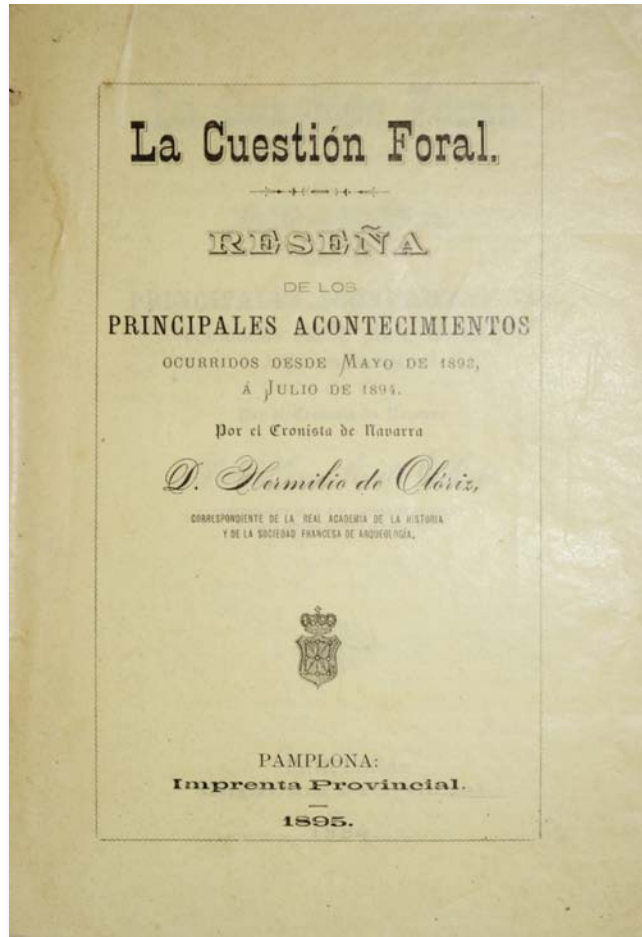 La Cuestión Foral.
RESEÑA
DE LOS
PRINCIPALES ACONTECIMIENTOS
OCURRIDOS DESDE MAYO DE 1892,
Á JULIO DE 1894.
Por el Cronista de Navarra
D. Hermilio de Olóriz,
CORRESPONDIENTE DE LA REAL ACADEMIA DE LA HISTORIA
Y DE LA SOCIEDAD FRANCESA DE ARQUEOLOGÍA.
PAMPLONA:
Imprenta Provincial.
1895.